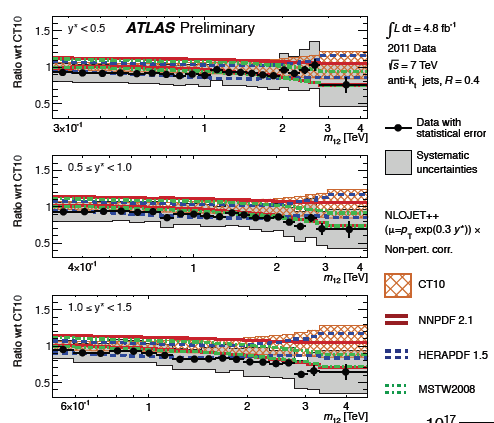 Ratio wrt CT10
1.5
1
0.5
y* < 0.5
ATLAS Preliminary
3×10⁻¹
1
2
3
4
m₁₂ [TeV]
Ratio wrt CT10
1.5
1
0.5
0.5 ≤ y* < 1.0
4×10⁻¹
1
2
3
4
m₁₂ [TeV]
Ratio wrt CT10
1.5
1
0.5
1.0 ≤ y* < 1.5
6×10⁻¹
1
2
3
4
m₁₂ [TeV]
∫ L dt = 4.8 fb⁻¹
2011 Data
√s = 7 TeV
anti-kₜ jets, R = 0.4
Data with
statistical error
Systematic
uncertainties
NLOJET++
(μ=p_T exp(0.3 y*)) ×
Non-pert. corr.
CT10
NNPDF 2.1
HERAPDF 1.5
MSTW2008
10¹⁷